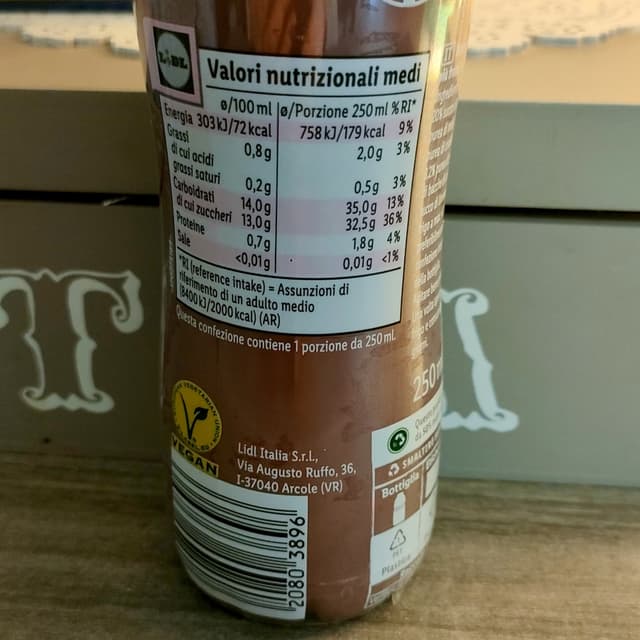 LIDL
Valori nutrizionali medi
ø/100 ml ø/Porzione 250 ml %RI*
Energia 303 kJ/72 kcal 758 kJ/179 kcal 9%
Grassi 0,8g 2,0g 3%
di cui acidi
grassi saturi 0,2g 0,5g 3%
Carboidrati 14,0g 35,0g 13%
di cui zuccheri 13,0g 32,5g 36%
Proteine 0,7g 1,8g 4%
Sale <0,01g 0,01g <1%
*RI (reference intake) = Assunzioni di
riferimento di un adulto medio
(8400 kJ/2000 kcal) (AR)
Questa confezione contiene 1 porzione da 250 ml.
250
VEGETARIAN UNION
V
VEGAN
Lidl Italia S.r.l.,
Via Augusto Ruffo, 36,
I-37040 Arcole (VR)
2080 3896
Bottiglia
PET
Plastica
T